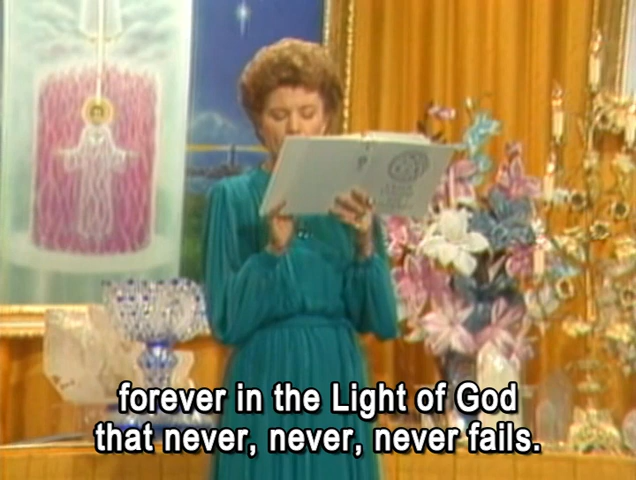 forever in the Light of God
that never, never, never fails.